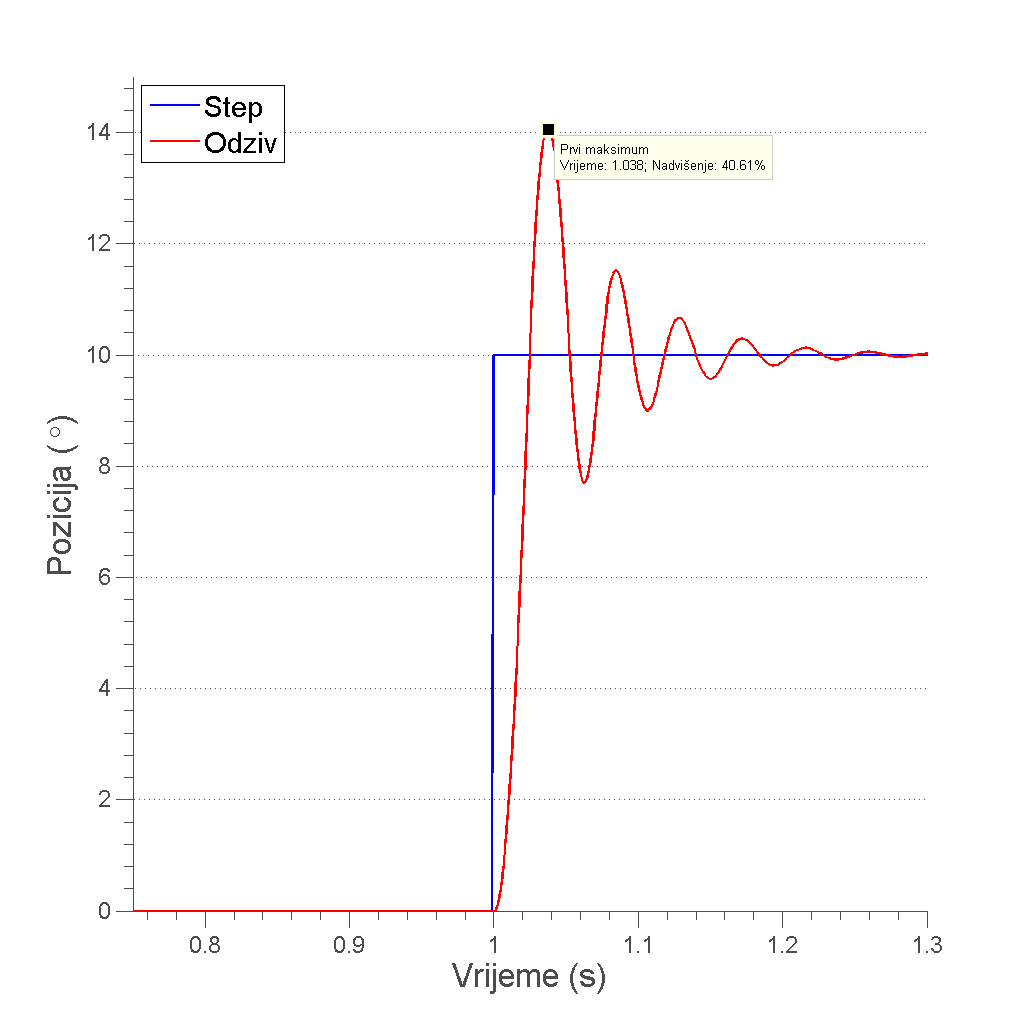 Step
Odziv
Prvi maksimum
Vrijeme: 1.038; Nadvišenje: 40.61%
14
12
10
8
6
4
2
0
Pozicija (°)
0.8 0.9 1 1.1 1.2 1.3
Vrijeme (s)